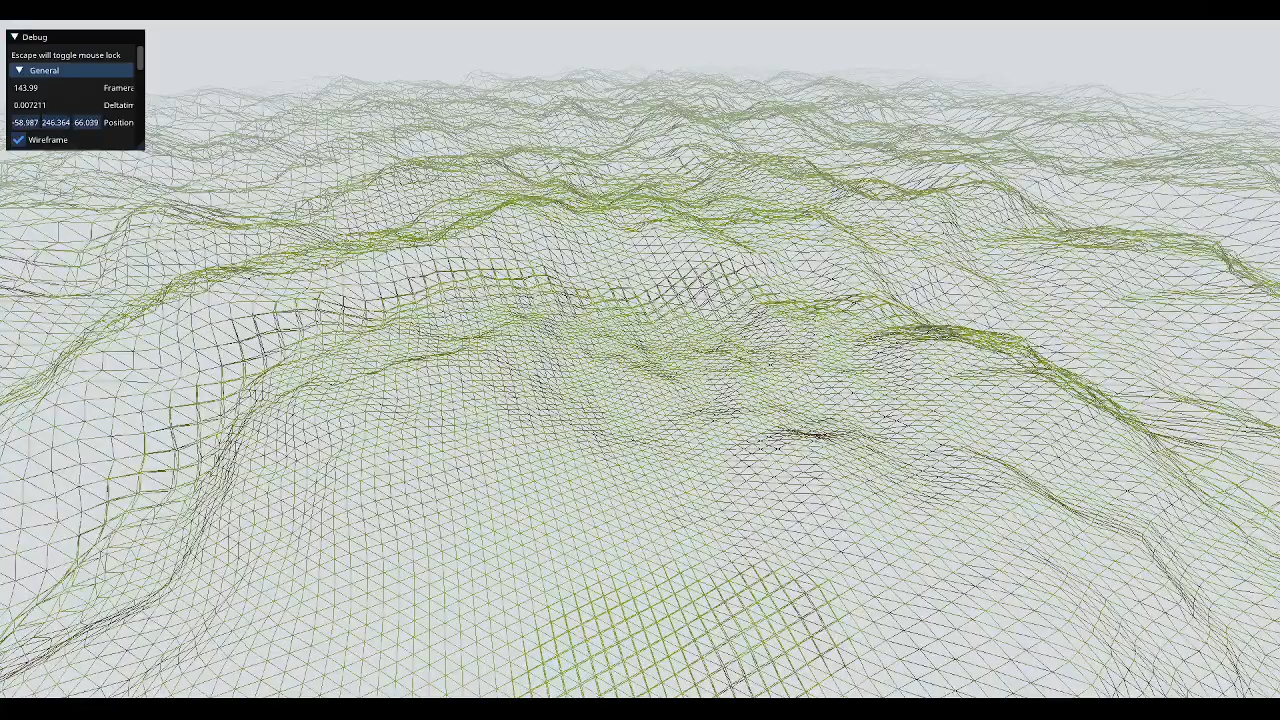 Debug
Escape will toggle mouse lock
General
143.99 Framera
0.007211 Deltatim
-58.987 246.364 66.039 Position
Wireframe